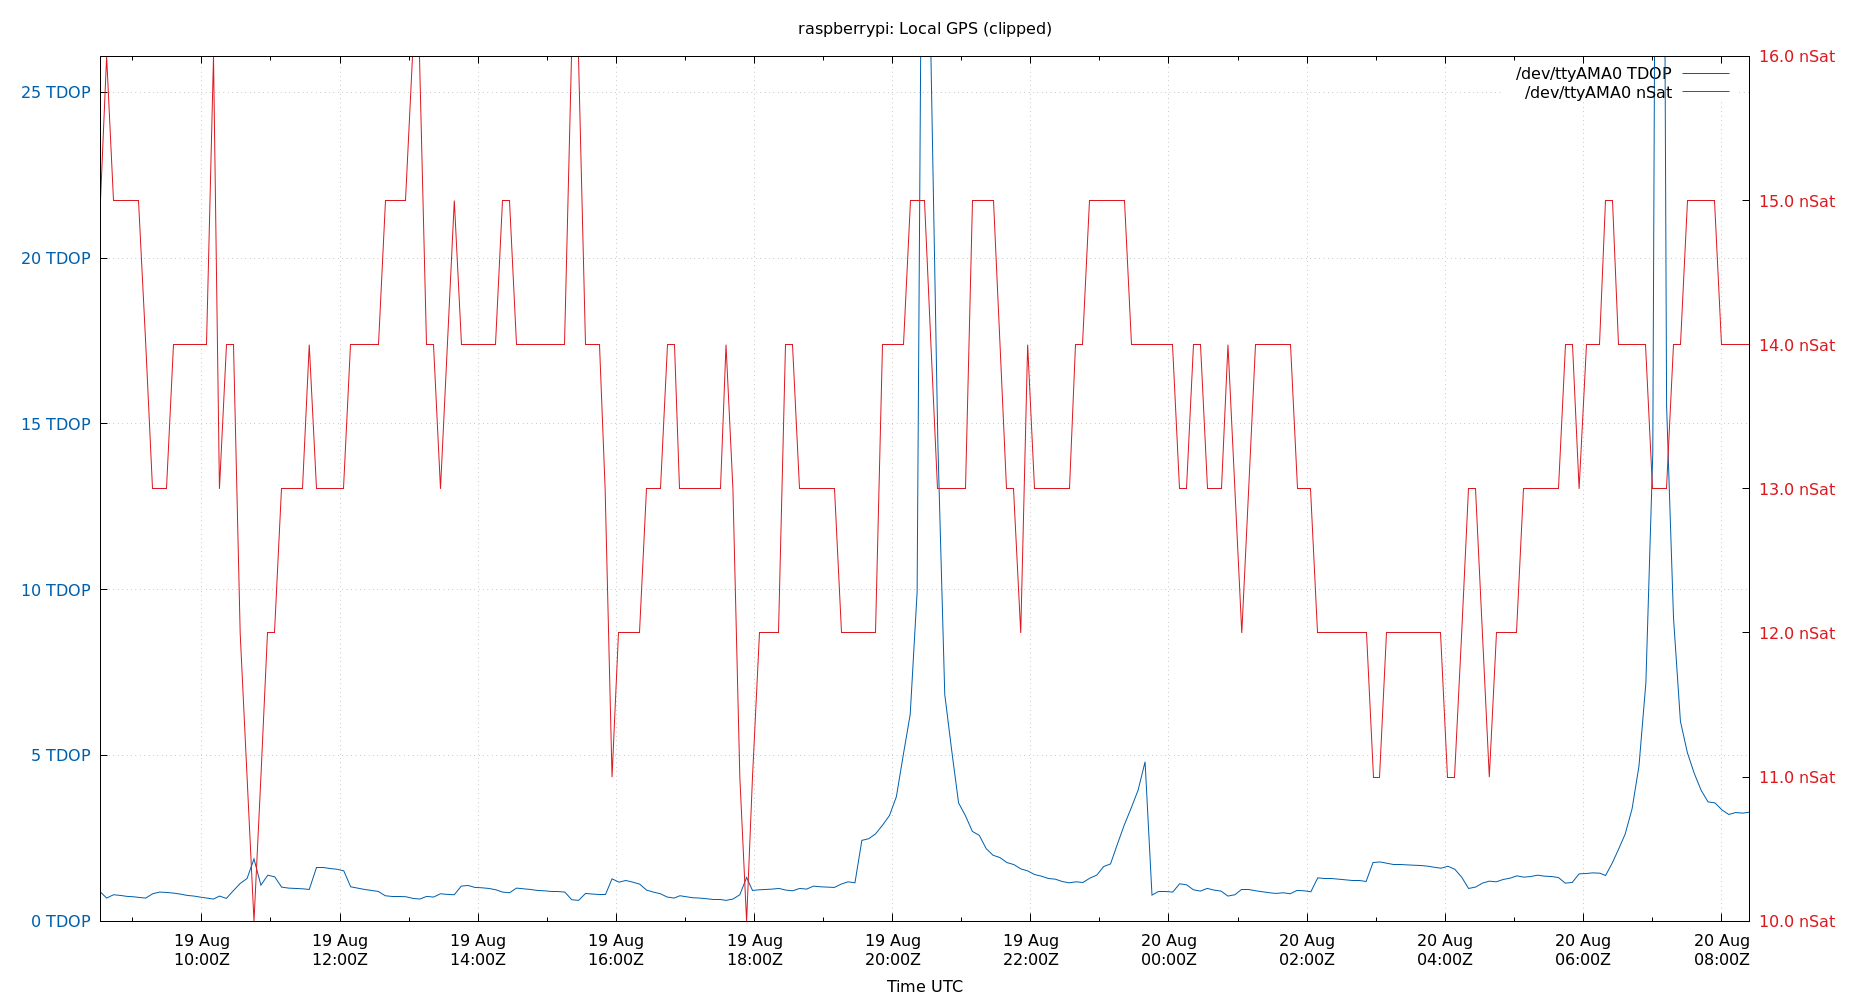 raspberrypi: Local GPS (clipped)
16.0 nSat
/dev/ttyAMA0 TDOP
/dev/ttyAMA0 nSat
25 TDOP
15.0 nSat
20 TDOP
14.0 nSat
15 TDOP
13.0 nSat
10 TDOP
12.0 nSat
5 TDOP
11.0 nSat
0 TDOP
10.0 nSat
19 Aug 19 Aug 19 Aug 19 Aug 19 Aug 19 Aug 19 Aug 20 Aug 20 Aug 20 Aug 20 Aug 20 Aug
10:00Z 12:00Z 14:00Z 16:00Z 18:00Z 20:00Z 22:00Z 00:00Z 02:00Z 04:00Z 06:00Z 08:00Z
Time UTC